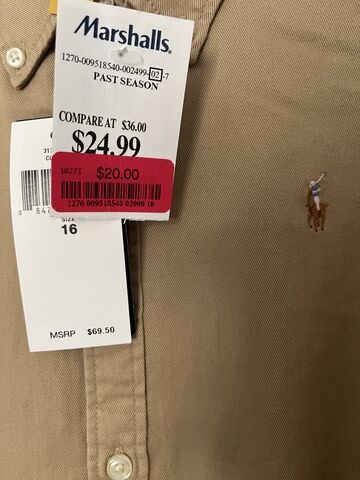 Marshalls.
1270-009518540-002499-02-7
PAST SEASON
COMPARE AT $36.00
$24.99
10271 $20.00
1270 009518540 02000 10
SIZE
16
MSRP $69.50